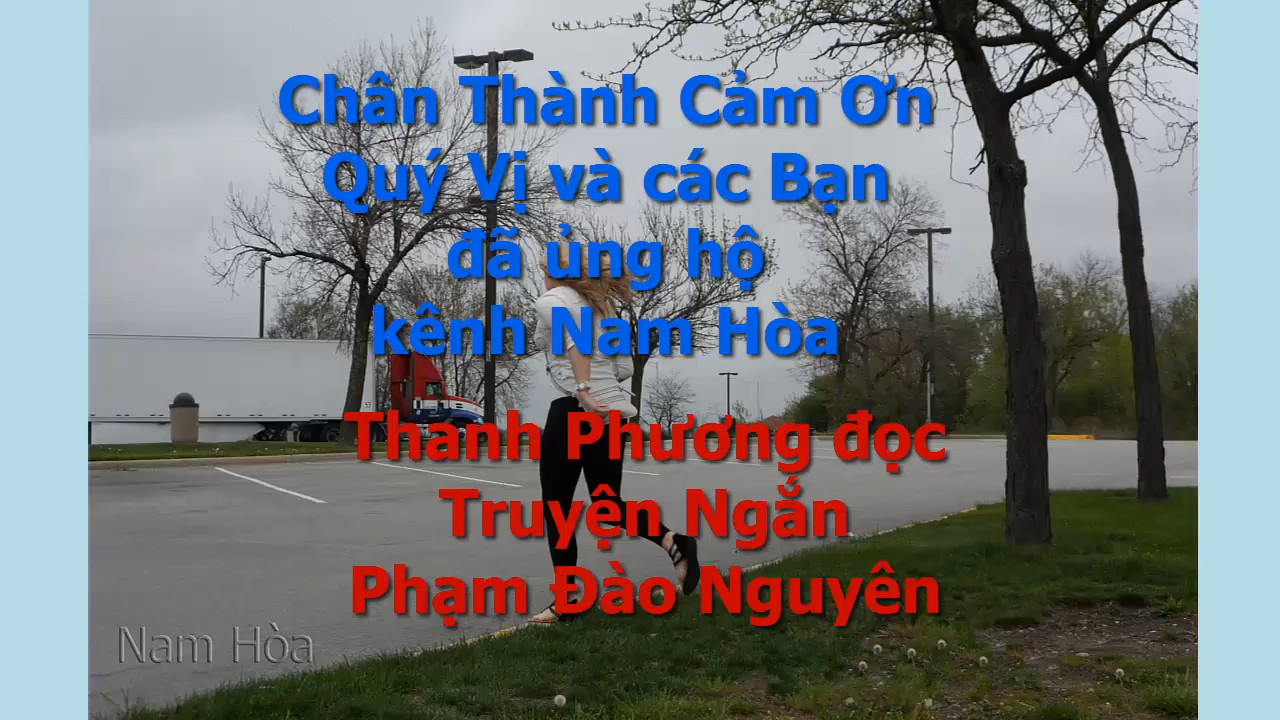 Chân Thành Cảm Ơn
Quý Vị và các Bạn
đã ủng hộ
kênh Nam Hòa
Thanh Phương đọc
Truyện Ngắn
Phạm Đào Nguyên
Nam Hòa